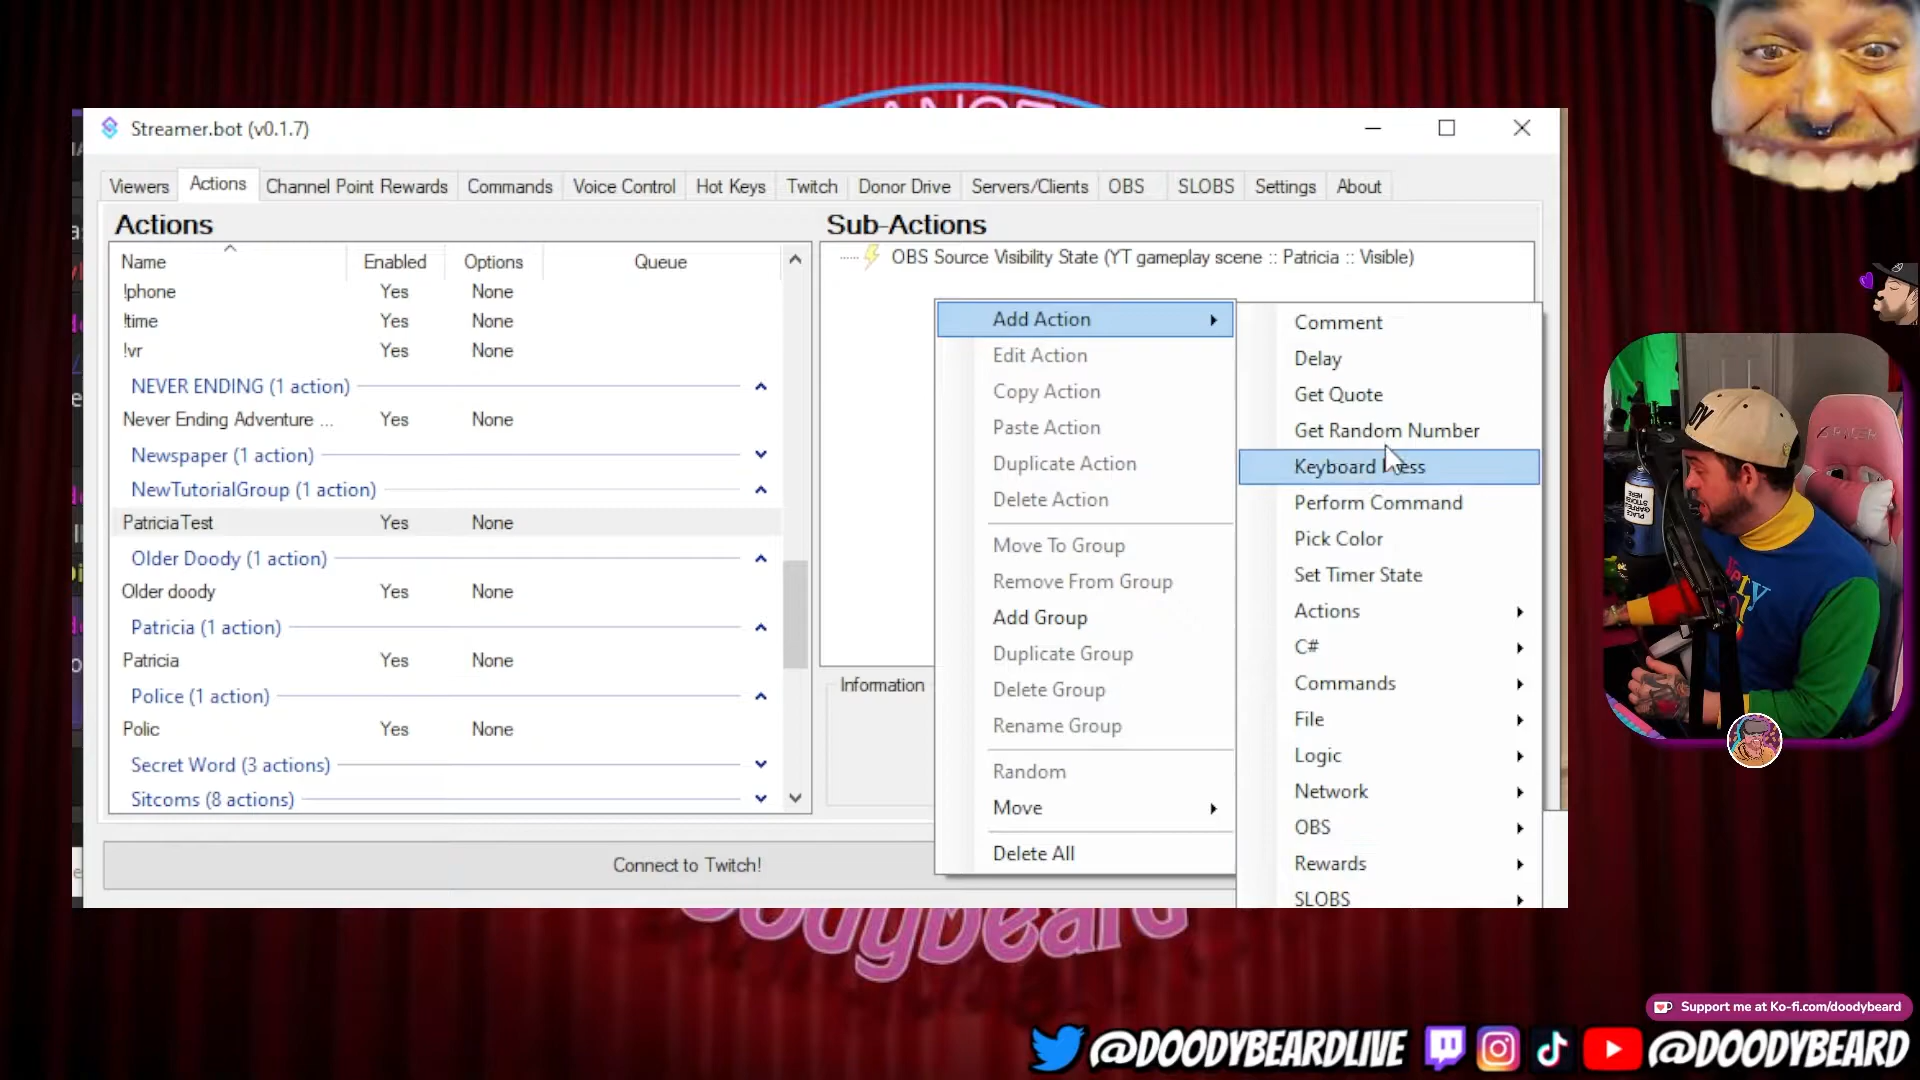 Streamer.bot (v0.1.7)
Viewers Actions Channel Point Rewards Commands Voice Control Hot Keys Twitch Donor Drive Servers/Clients OBS SLOBS Settings About
Actions
Name Enabled Options Queue
!phone Yes None
!time Yes None
!vr Yes None
NEVER ENDING (1 action)
Never Ending Adventure ... Yes None
Newspaper (1 action)
NewTutorialGroup (1 action)
PatriciaTest Yes None
Older Doody (1 action)
Older doody Yes None
Patricia (1 action)
Patricia Yes None
Police (1 action)
Polic Yes None
Secret Word (3 actions)
Sitcoms (8 actions)
Connect to Twitch!
Sub-Actions
OBS Source Visibility State (YT gameplay scene :: Patricia :: Visible)
Information
Add Action
Edit Action
Copy Action
Paste Action
Duplicate Action
Delete Action
Move To Group
Remove From Group
Add Group
Duplicate Group
Delete Group
Rename Group
Random
Move
Delete All
Comment
Delay
Get Quote
Get Random Number
Keyboard Press
Perform Command
Pick Color
Set Timer State
Actions
C#
Commands
File
Logic
Network
OBS
Rewards
SLOBS
Support me at Ko-fi.com/doodybeard
@DOODYBEARDLIVE
@DOODYBEARD